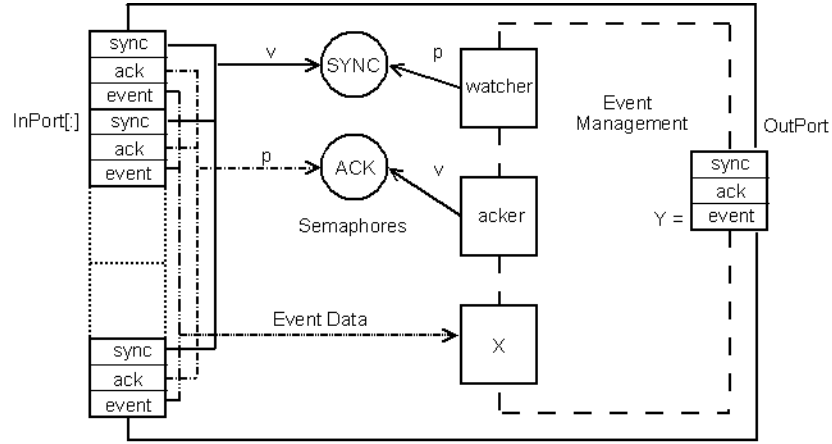 sync
ack
event
InPort[:]
sync
ack
event
sync
ack
event
v
SYNC
p
watcher
Event
Management
OutPort
p
ACK
v
Semaphores
acker
sync
ack
Y = event
Event Data
X